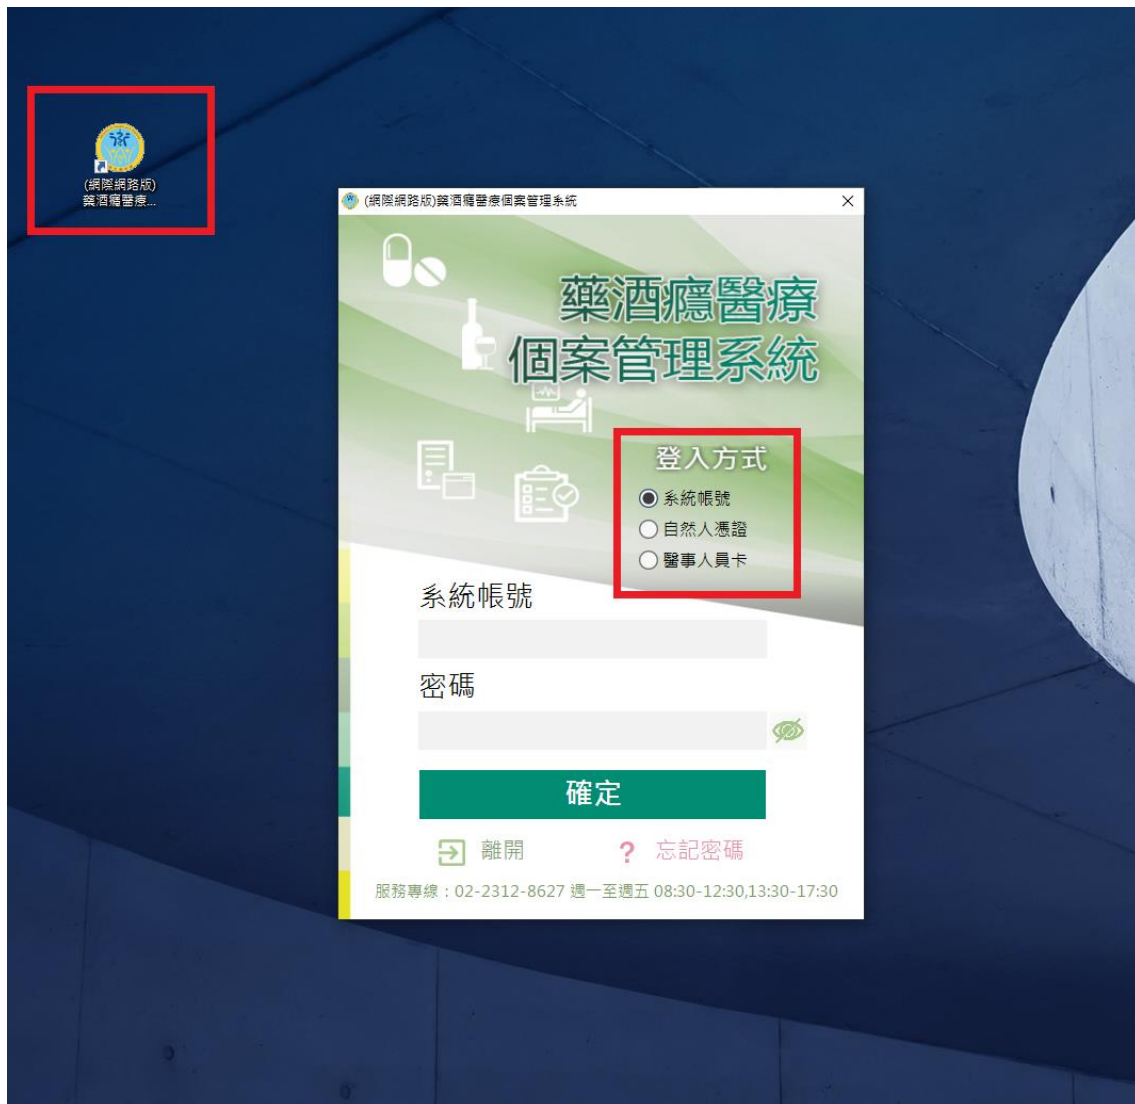 (網際網路版)
藥酒癮醫療...
(網際網路版)藥酒癮醫療個案管理系統
藥酒癮醫療
個案管理系統
登入方式
系統帳號
自然人憑證
醫事人員卡
系統帳號
密碼
確定
離開
? 忘記密碼
服務專線：02-2312-8627 週一至週五 08:30-12:30,13:30-17:30